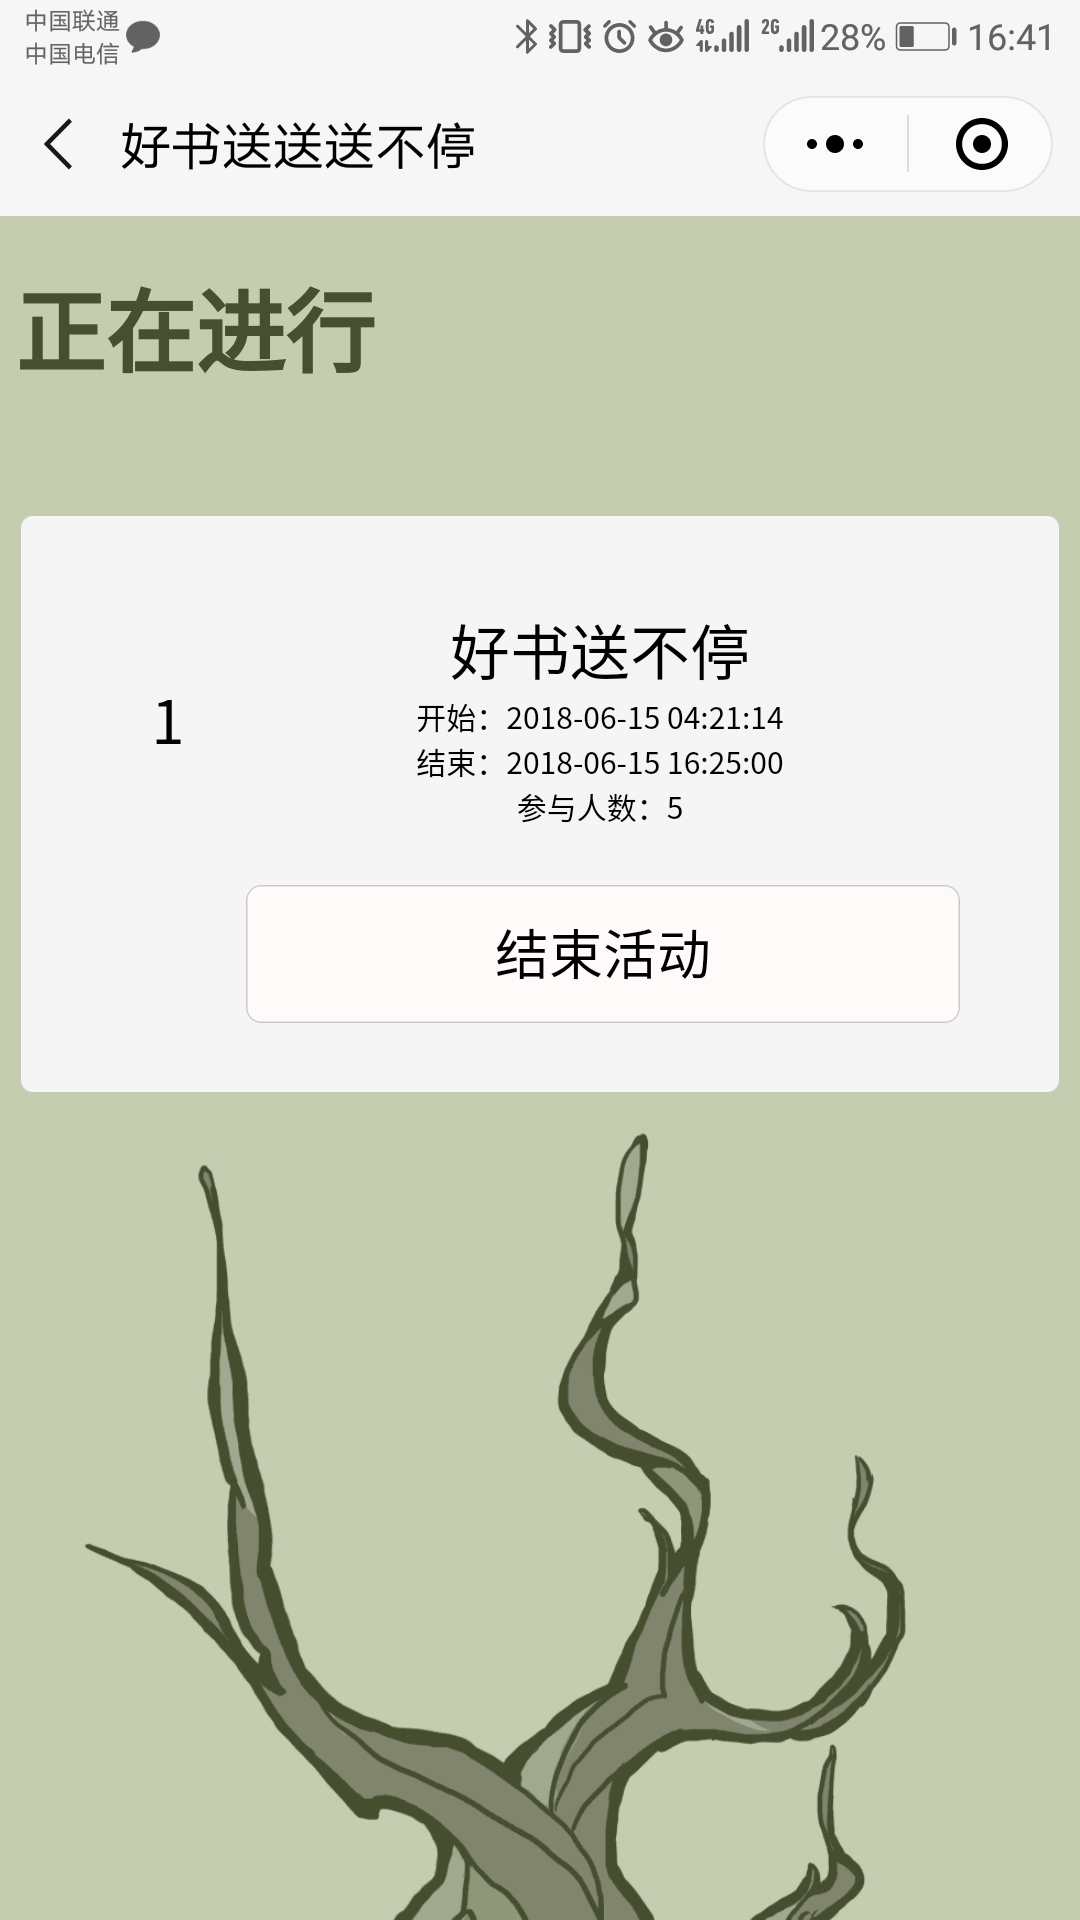 中国联通
中国电信
4G 2G 28% 16:41
好书送送送不停
正在进行
好书送不停
1
开始：2018-06-15 04:21:14
结束：2018-06-15 16:25:00
参与人数：5
结束活动